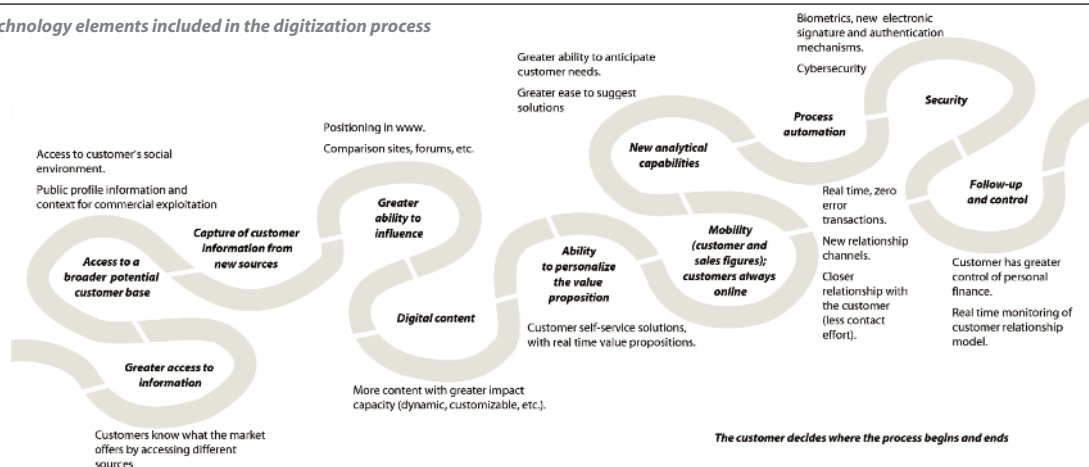 chnology elements included in the digitization process
Biometrics, new electronic
signature and authentication
mechanisms.
Cybersecurity
Greater ability to anticipate
customer needs.
Greater ease to suggest
solutions
Security
Process
automation
Positioning in www.
Comparison sites, forums, etc.
New analytical
capabilities
Access to customer's social
environment.
Public profile information and
context for commercial exploitation
Follow-up
and control
Real time, zero
error
transactions.
New relationship
channels.
Closer
relationship with
the customer
(less contact
effort).
Greater
ability to
influence
Capture of customer
information from
new sources
Mobility
(customer and
sales figures);
customers always
online
Access to a
broader potential
customer base
Ability
to personalize
the value
proposition
Customer has greater
control of personal
finance.
Real time monitoring of
customer relationship
model.
Digital content
Customer self-service solutions,
with real time value propositions.
Greater access to
information
More content with greater impact
capacity (dynamic, customizable, etc.).
Customers know what the market
offers by accessing different
sources
The customer decides where the process begins and ends